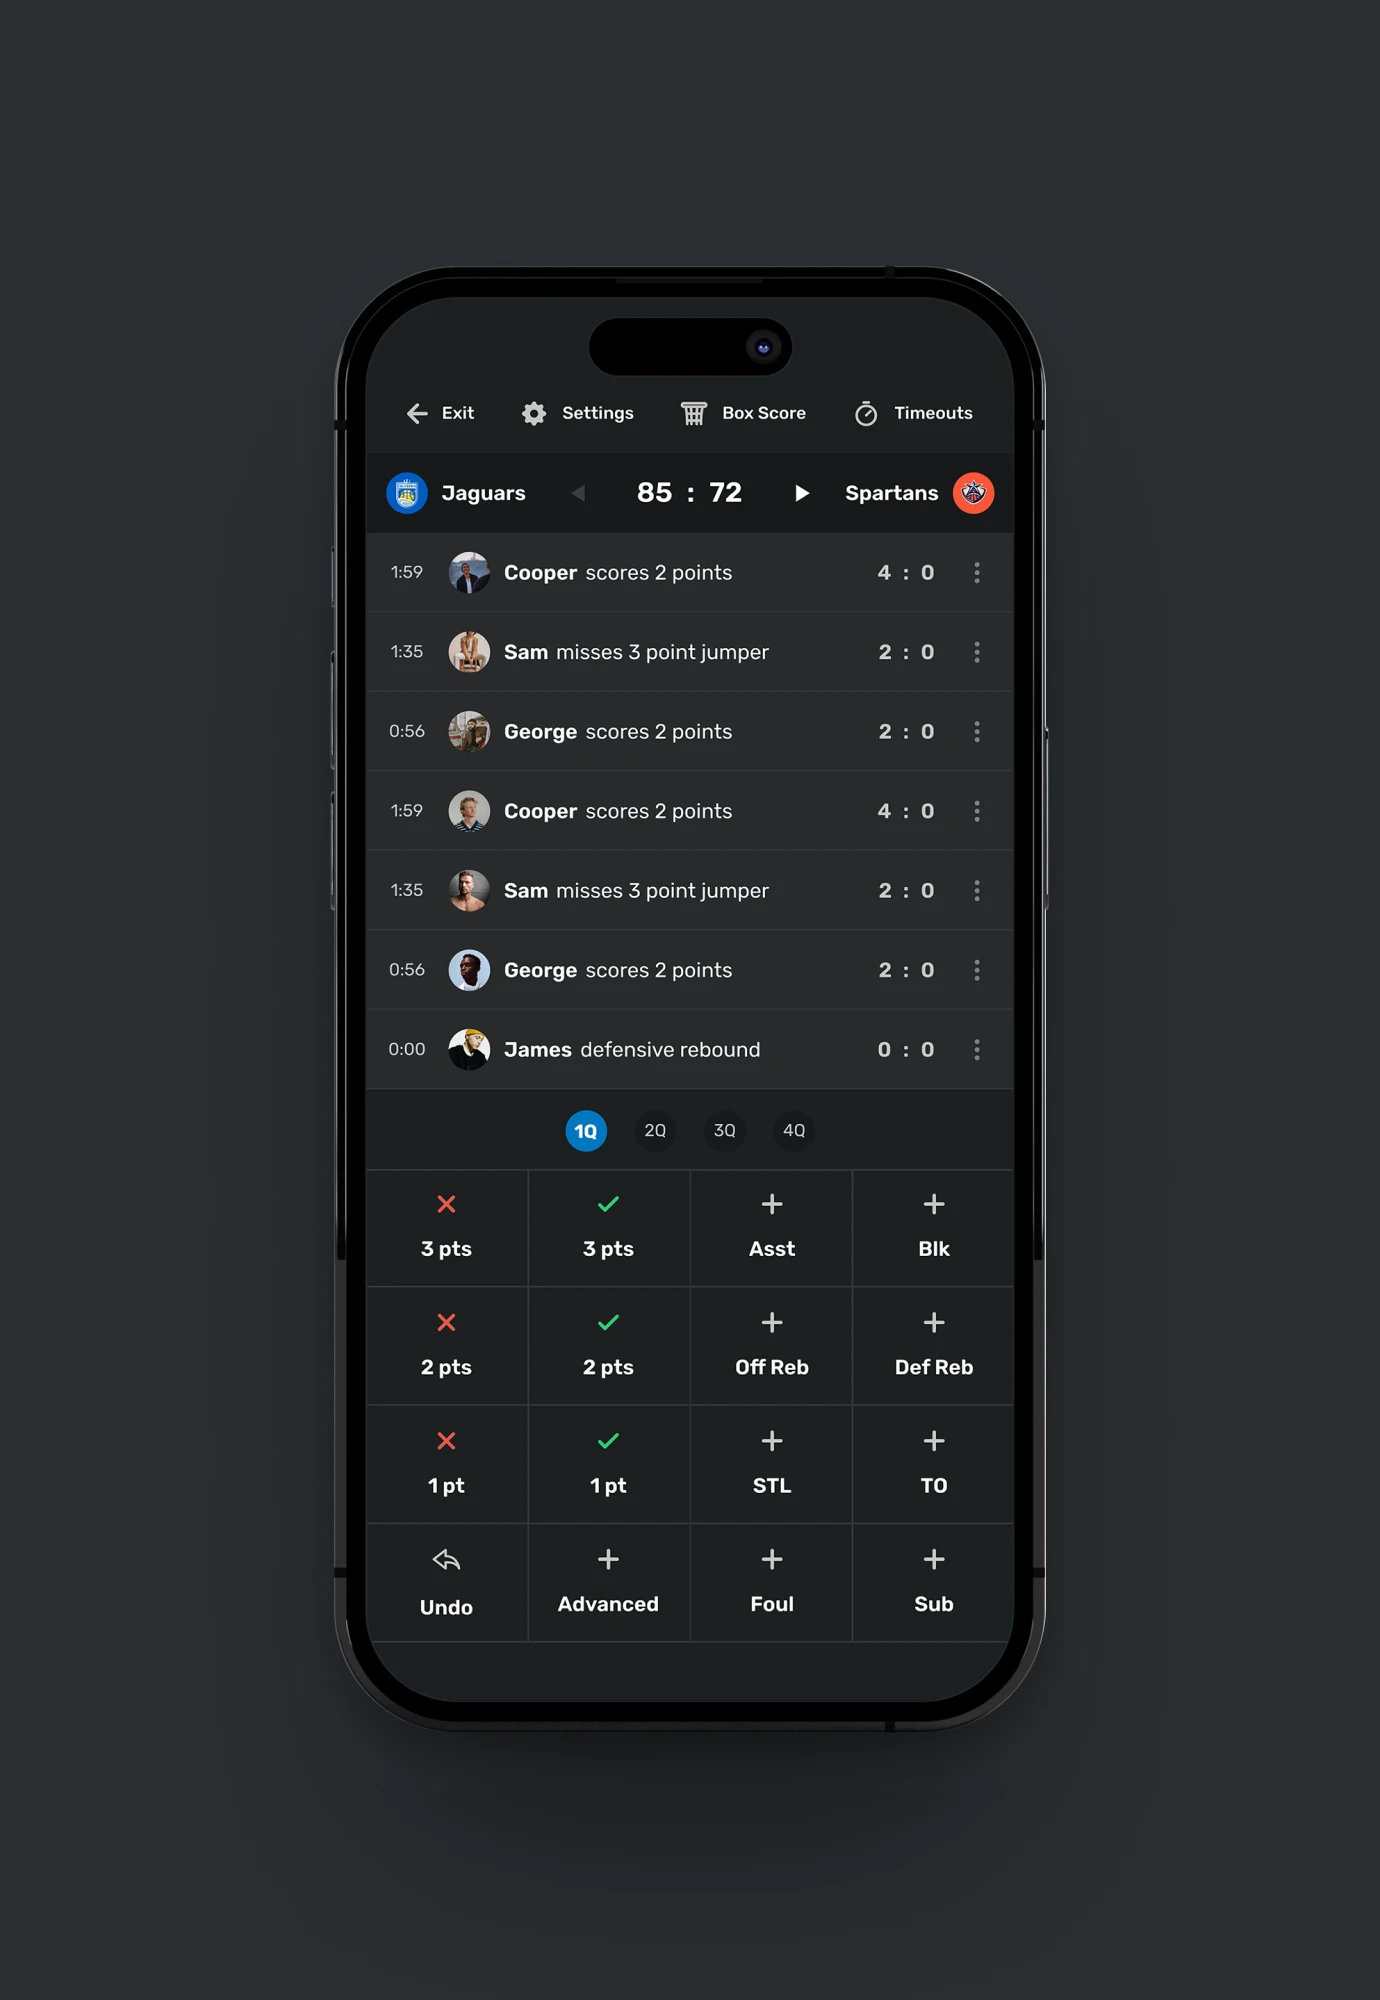 Exit Settings Box Score Timeouts
Jaguars 85 : 72 Spartans
1:59 Cooper scores 2 points 4 : 0
1:35 Sam misses 3 point jumper 2 : 0
0:56 George scores 2 points 2 : 0
1:59 Cooper scores 2 points 4 : 0
1:35 Sam misses 3 point jumper 2 : 0
0:56 George scores 2 points 2 : 0
0:00 James defensive rebound 0 : 0
1Q 2Q 3Q 4Q
3 pts 3 pts Asst Blk
2 pts 2 pts Off Reb Def Reb
1 pt 1 pt STL TO
Undo Advanced Foul Sub